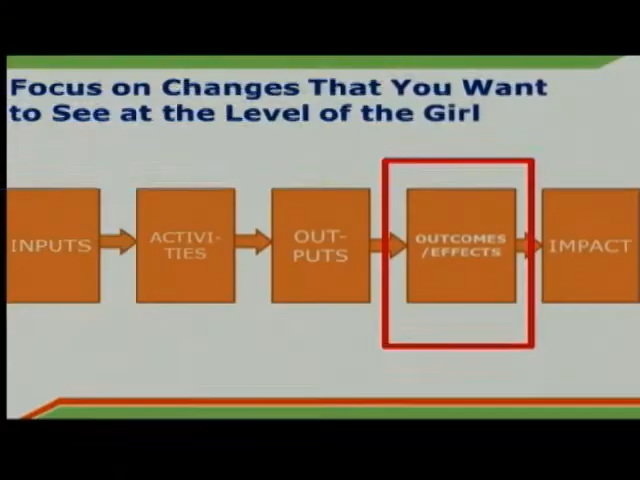 Focus on Changes That You Want
to See at the Level of the Girl
INPUTS
ACTIVI-
TIES
OUT-
PUTS
OUTCOMES
/EFFECTS
IMPACT